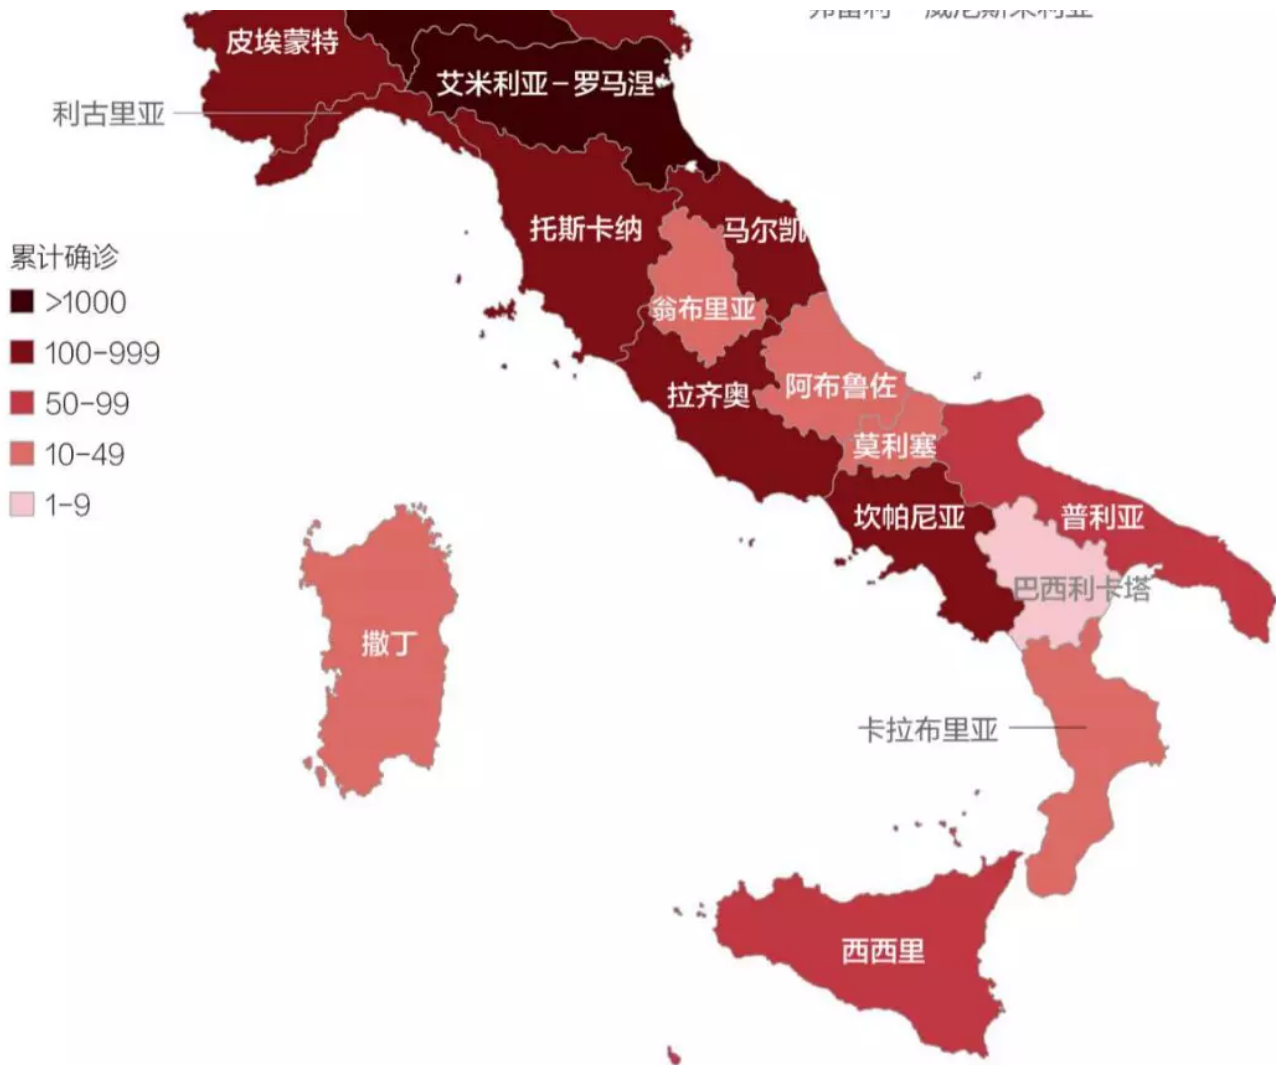 皮埃蒙特
艾米利亚-罗马涅
利古里亚
托斯卡纳
马尔凯
累计确诊
>1000
100-999
50-99
10-49
1-9
翁布里亚
拉齐奥
阿布鲁佐
莫利塞
坎帕尼亚
普利亚
巴西利卡塔
撒丁
卡拉布里亚
西西里